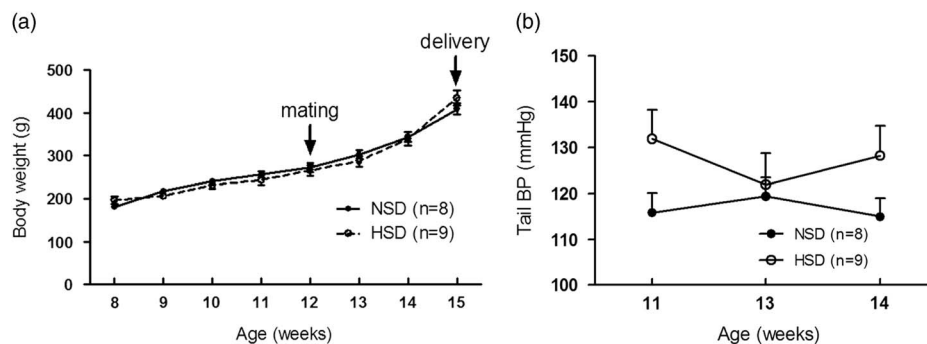 (a)
delivery
mating
500
400
300
200
100
0
Body weight (g)
NSD (n=8)
HSD (n=9)
8 9 10 11 12 13 14 15
Age (weeks)
(b)
150
140
130
120
110
100
Tail BP (mmHg)
NSD (n=8)
HSD (n=9)
11 13 14
Age (weeks)